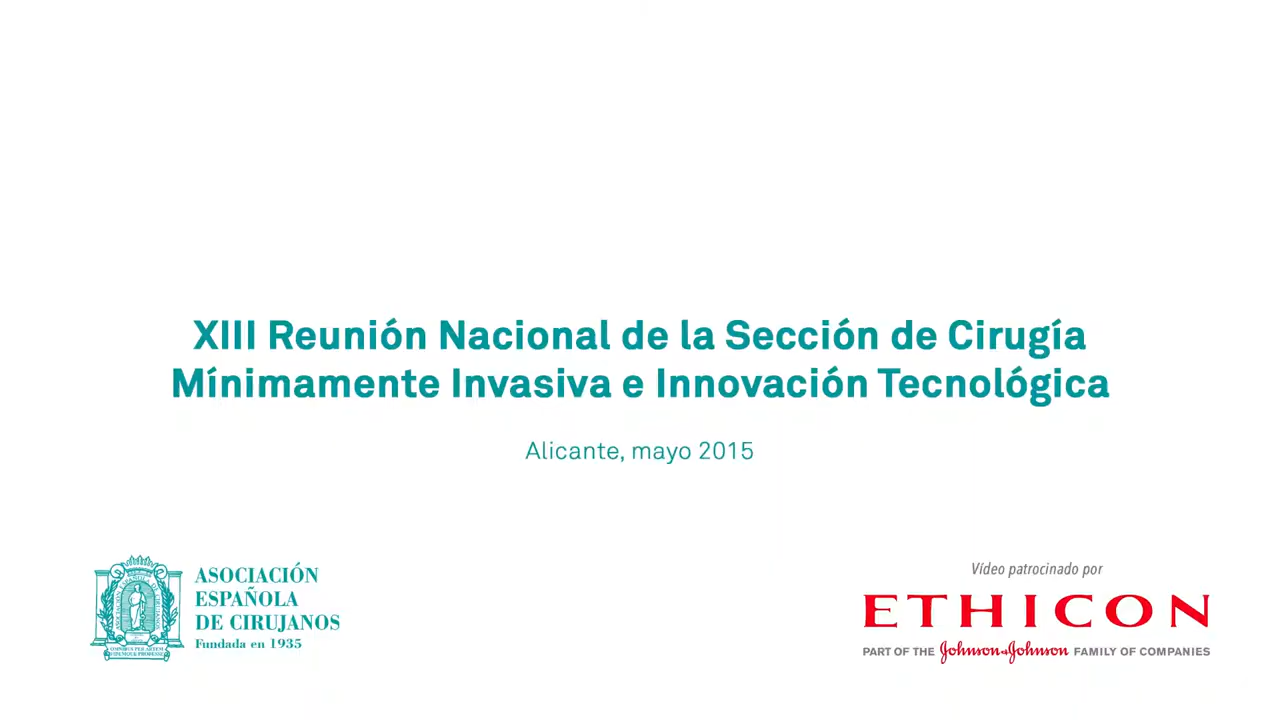 XIII Reunión Nacional de la Sección de Cirugía
Mínimamente Invasiva e Innovación Tecnológica
Alicante, mayo 2015
ASOCIACIÓN
ESPAÑOLA
DE CIRUJANOS
Fundada en 1935
Vídeo patrocinado por
ETHICON
PART OF THE Johnson&Johnson FAMILY OF COMPANIES